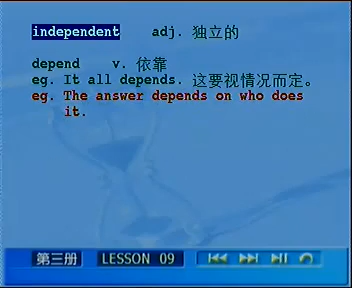 independent adj. 独立的
depend v. 依靠
eg. It all depends. 这要视情况而定。
eg. The answer depends on who does
it.
第三册 LESSON 09